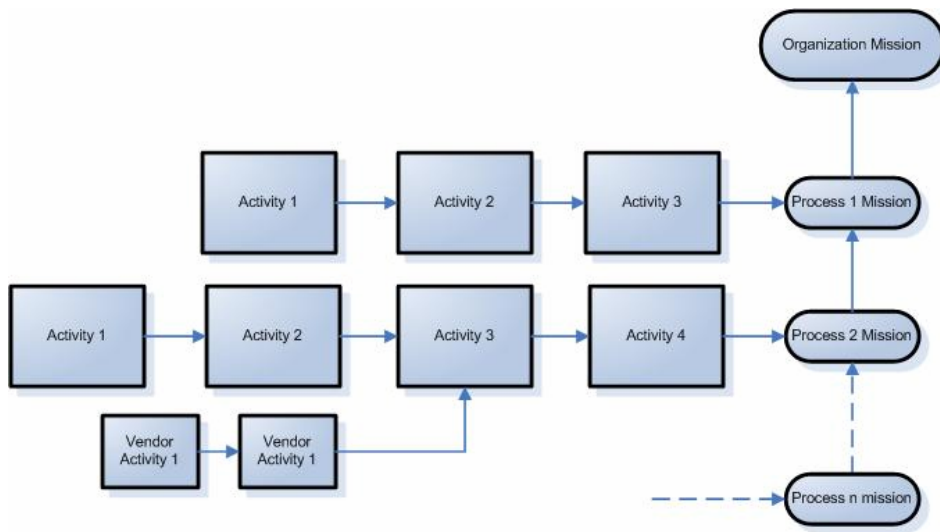 Organization Mission
Activity 1
Activity 2
Activity 3
Process 1 Mission
Activity 1
Activity 2
Activity 3
Activity 4
Process 2 Mission
Vendor
Activity 1
Vendor
Activity 1
Process n mission